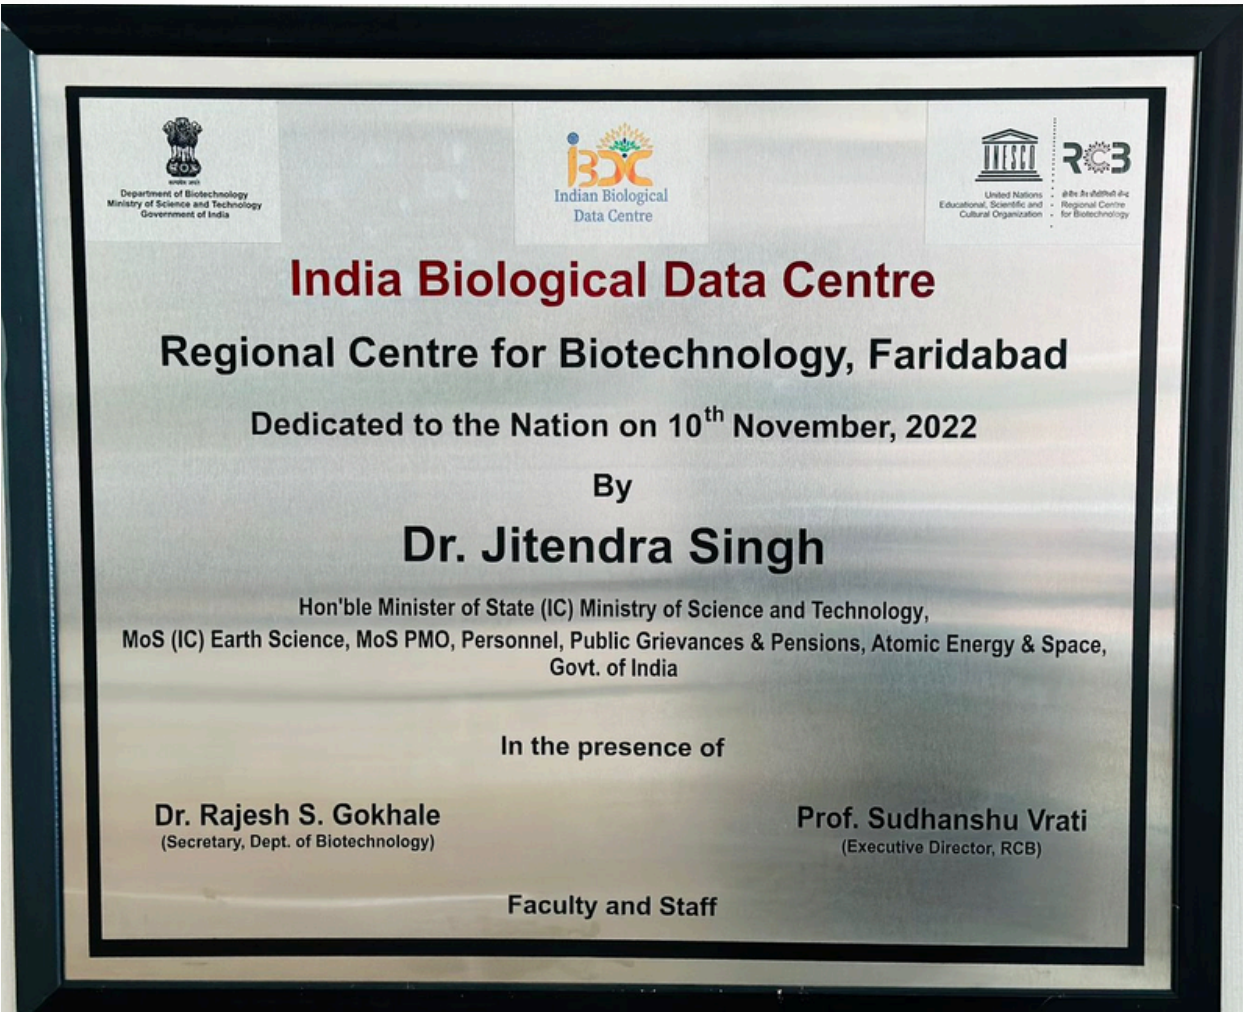 Department of Biotechnology
Ministry of Science and Technology
Government of India
iBDC
Indian Biological
Data Centre
UNESCO
United Nations
Educational, Scientific and
Cultural Organization
RCB
Regional Centre
for Biotechnology
India Biological Data Centre
Regional Centre for Biotechnology, Faridabad
Dedicated to the Nation on 10th November, 2022
By
Dr. Jitendra Singh
Hon'ble Minister of State (IC) Ministry of Science and Technology,
MoS (IC) Earth Science, MoS PMO, Personnel, Public Grievances & Pensions, Atomic Energy & Space,
Govt. of India
In the presence of
Dr. Rajesh S. Gokhale
(Secretary, Dept. of Biotechnology)
Prof. Sudhanshu Vrati
(Executive Director, RCB)
Faculty and Staff